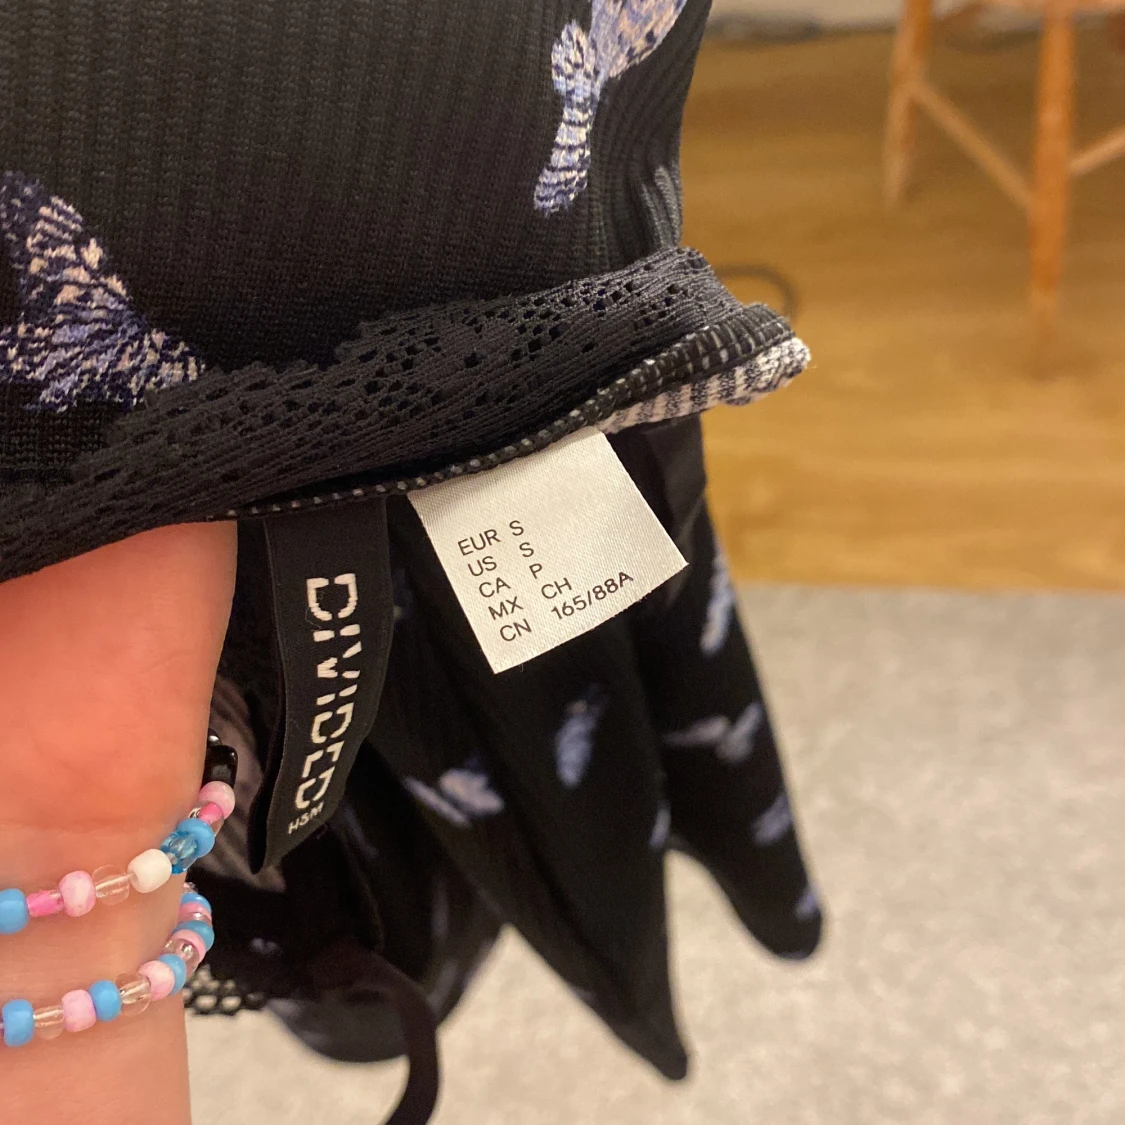 EUR S
US S
CA P
MX CH
CN 165/88A
DIVIDED
H&M